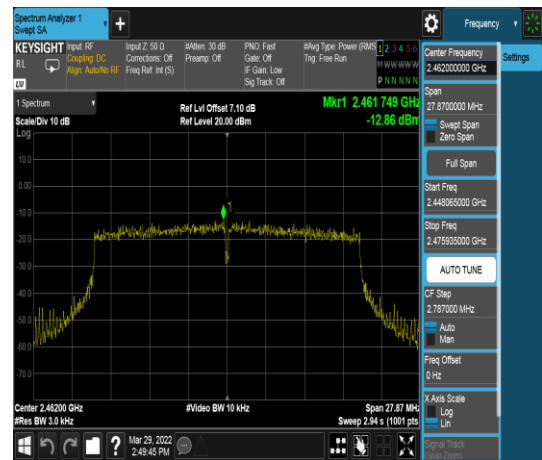 Spectrum Analyzer 1
Swept SA
Frequency
KEYSIGHT
RL
Input: RF
Coupling: DC
Align: Auto/No RF
Input Z: 50 Ω
Corrections: Off
Freq Ref: Int (S)
#Atten: 30 dB
Preamp: Off
PNO: Fast
Gate: Off
IF Gain: Low
Sig Track: Off
#Avg Type: Power (RMS
Trig: Free Run
1 2 3 4 5 6
M W W W W W
P N N N N N
1 Spectrum
Scale/Div 10 dB
Ref Lvl Offset 7.10 dB
Ref Level 20.00 dBm
Mkr1 2.461 749 GHz
-12.86 dBm
Log
10.0
0.00
-10.0
-20.0
-30.0
-40.0
-50.0
-60.0
-70.0
1
Center 2.46200 GHz
#Res BW 3.0 kHz
#Video BW 10 kHz
Span 27.87 MHz
Sweep 2.94 s (1001 pts)
Mar 29, 2022
2:49:45 PM
Center Frequency
2.462000000 GHz
Span
27.8700000 MHz
Swept Span
Zero Span
Full Span
Start Freq
2.448065000 GHz
Stop Freq
2.475935000 GHz
AUTO TUNE
CF Step
2.787000 MHz
Auto
Man
Freq Offset
0 Hz
X Axis Scale
Log
Lin
Signal Track
(Span Zoom)
Settings